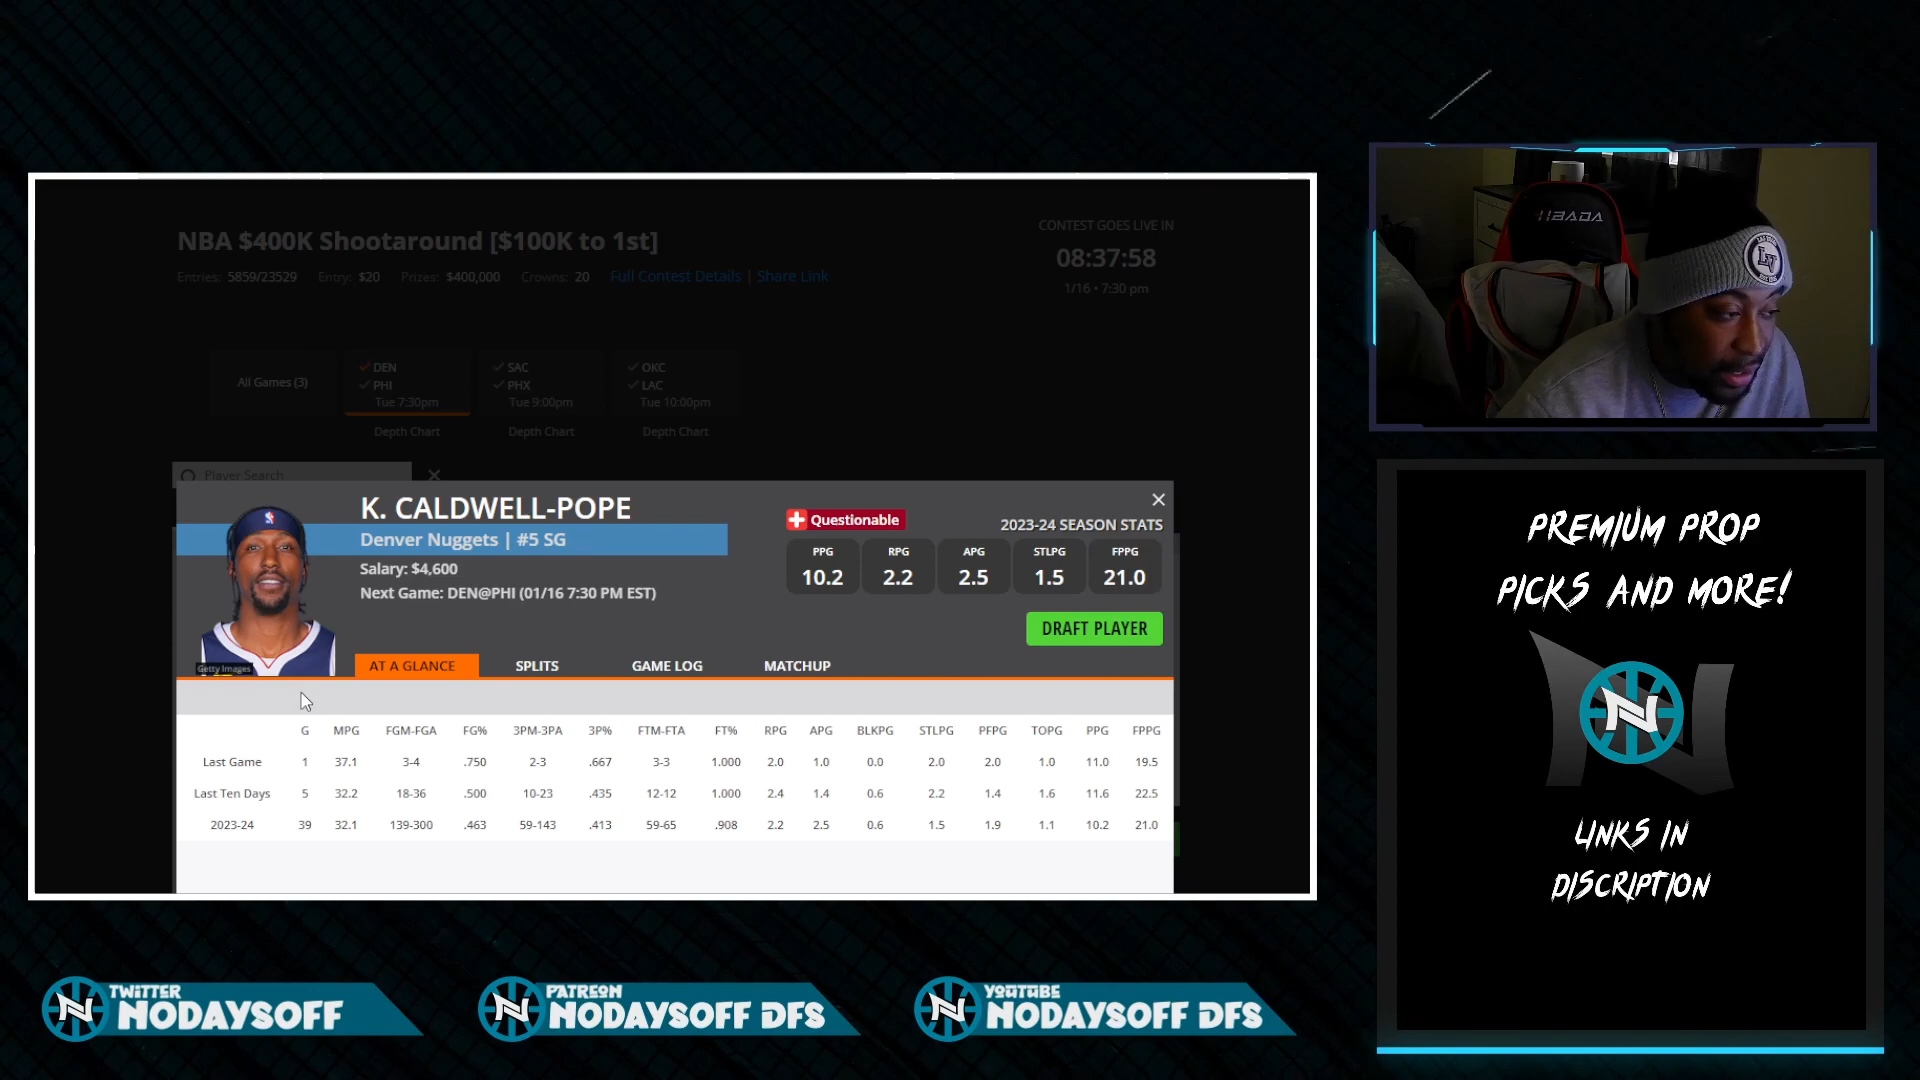 NBA $400K Shootaround [$100K to 1st]
Entries: 5859/23529 Entry: $20 Prizes: $400,000 Crowns: 20 Full Contest Details | Share Link
CONTEST GOES LIVE IN
08:37:58
1/16 • 7:30 pm
All Games (3)
DEN
PHI
Tue 7:30pm
Depth Chart
SAC
PHX
Tue 9:00pm
Depth Chart
OKC
LAC
Tue 10:00pm
Depth Chart
Player Search
K. CALDWELL-POPE
Denver Nuggets | #5 SG
Salary: $4,600
Next Game: DEN@PHI (01/16 7:30 PM EST)
Getty Images
Questionable
2023-24 SEASON STATS
PPG RPG APG STLPG FPPG
10.2 2.2 2.5 1.5 21.0
DRAFT PLAYER
AT A GLANCE SPLITS GAME LOG MATCHUP
G MPG FGM-FGA FG% 3PM-3PA 3P% FTM-FTA FT% RPG APG BLKPG STLPG PFPG TOPG PPG FPPG
Last Game 1 37.1 3-4 .750 2-3 .667 3-3 1.000 2.0 1.0 0.0 2.0 2.0 1.0 11.0 19.5
Last Ten Days 5 32.2 18-36 .500 10-23 .435 12-12 1.000 2.4 1.4 0.6 2.2 1.4 1.6 11.6 22.5
2023-24 39 32.1 139-300 .463 59-143 .413 59-65 .908 2.2 2.5 0.6 1.5 1.9 1.1 10.2 21.0
HBADA
LV
PREMIUM PROP
PICKS AND MORE!
N
LINKS IN
DISCRIPTION
TWITTER
NODAYSOFF
PATREON
NODAYSOFF DFS
YOUTUBE
NODAYSOFF DFS